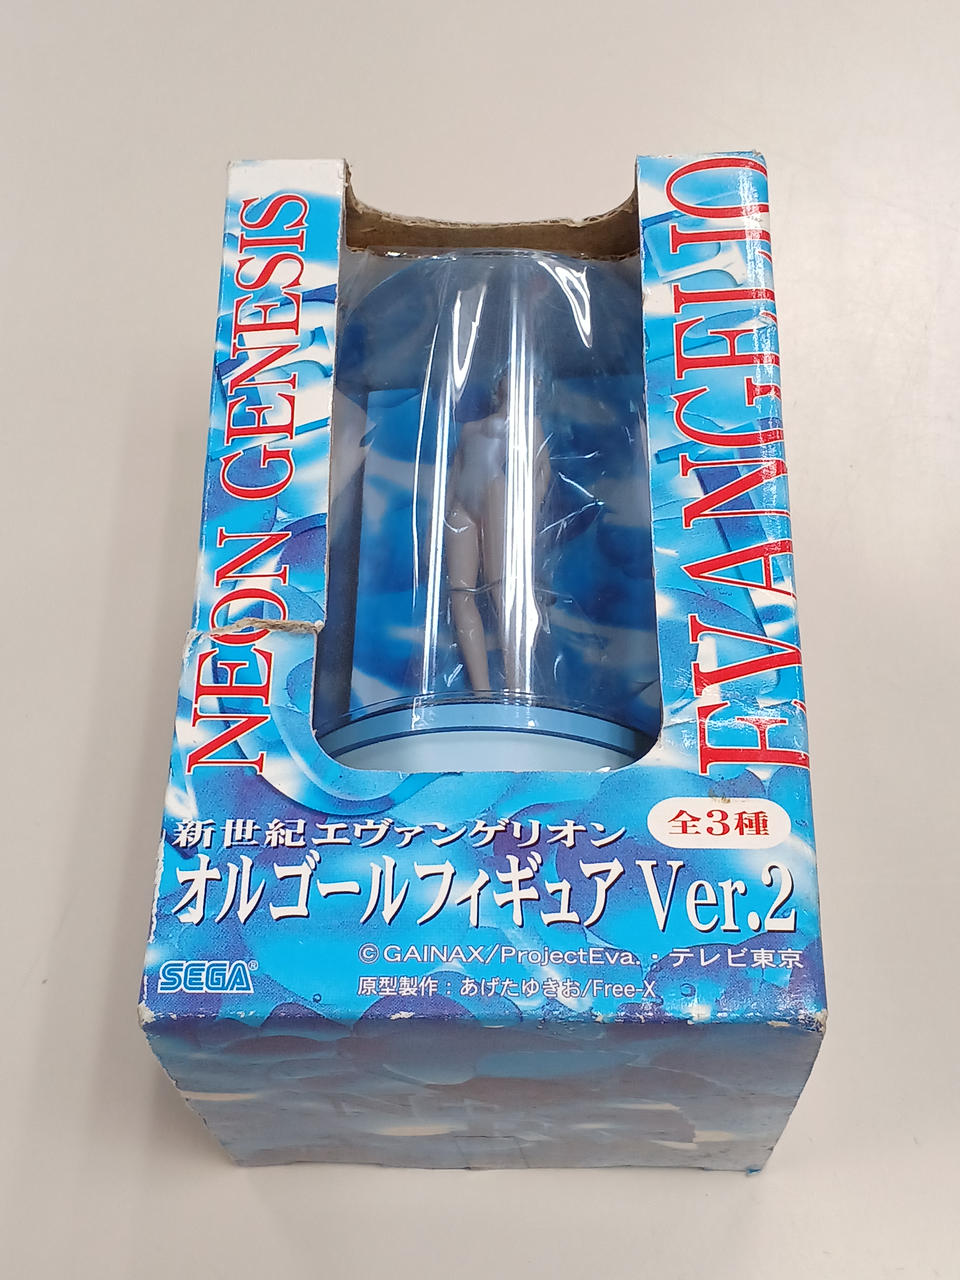 NEON GENESIS
EVANGELIO
新世紀エヴァンゲリオン
全3種
オルゴールフィギュア Ver.2
©GAINAX/ProjectEva.・テレビ東京
SEGA®
原型製作：あげたゆきお/Free-X